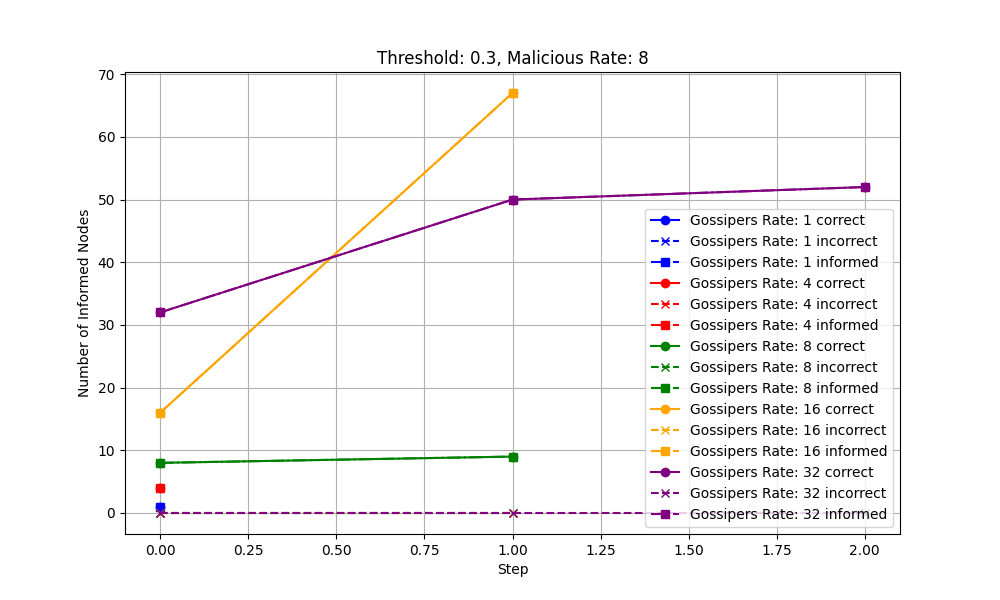 Threshold: 0.3, Malicious Rate: 8
70
60
50
40
30
20
10
0
Number of Informed Nodes
Gossipers Rate: 1 correct
Gossipers Rate: 1 incorrect
Gossipers Rate: 1 informed
Gossipers Rate: 4 correct
Gossipers Rate: 4 incorrect
Gossipers Rate: 4 informed
Gossipers Rate: 8 correct
Gossipers Rate: 8 incorrect
Gossipers Rate: 8 informed
Gossipers Rate: 16 correct
Gossipers Rate: 16 incorrect
Gossipers Rate: 16 informed
Gossipers Rate: 32 correct
Gossipers Rate: 32 incorrect
Gossipers Rate: 32 informed
0.00 0.25 0.50 0.75 1.00 1.25 1.50 1.75 2.00
Step